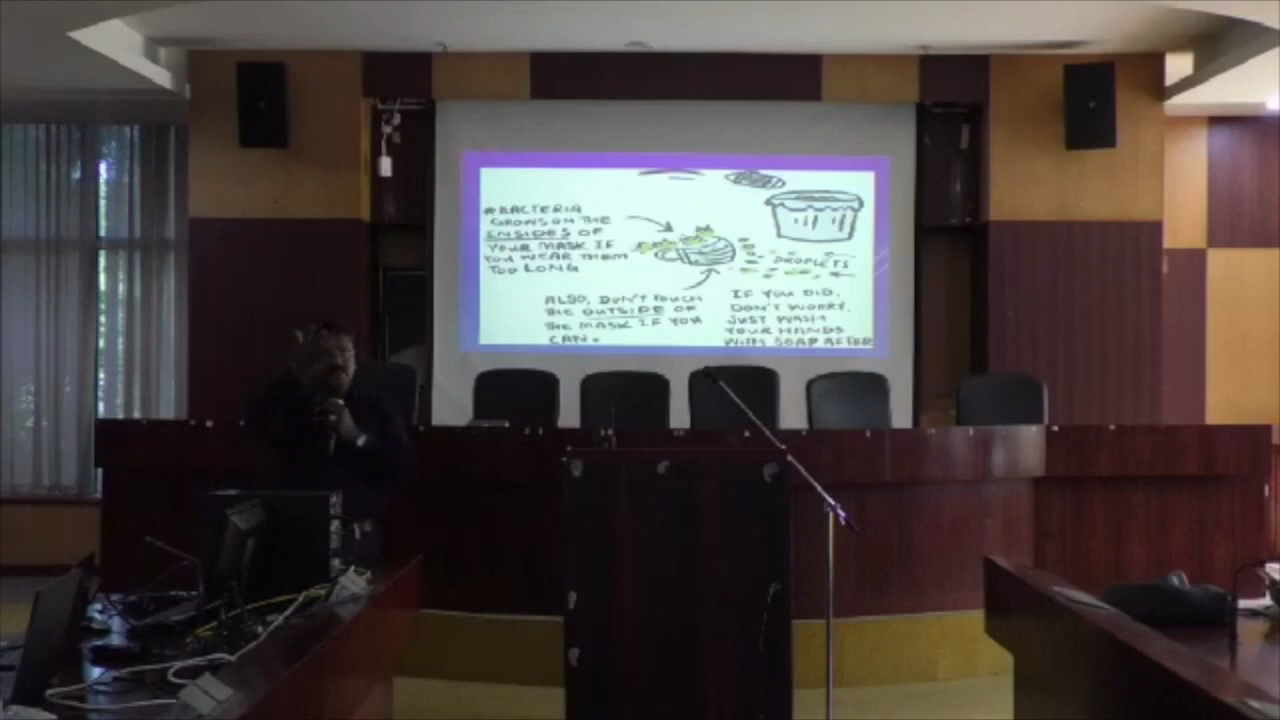 #BACTERIA
GROWS ON THE
INSIDES OF
YOUR MASK IF
YOU WEAR THEM
TOO LONG
DROPLETS
ALSO, DON'T TOUCH
THE OUTSIDE OF
THE MASK IF YOU
CAN.
IF YOU DID,
DON'T WORRY,
JUST WASH
YOUR HANDS
WITH SOAP AFTER